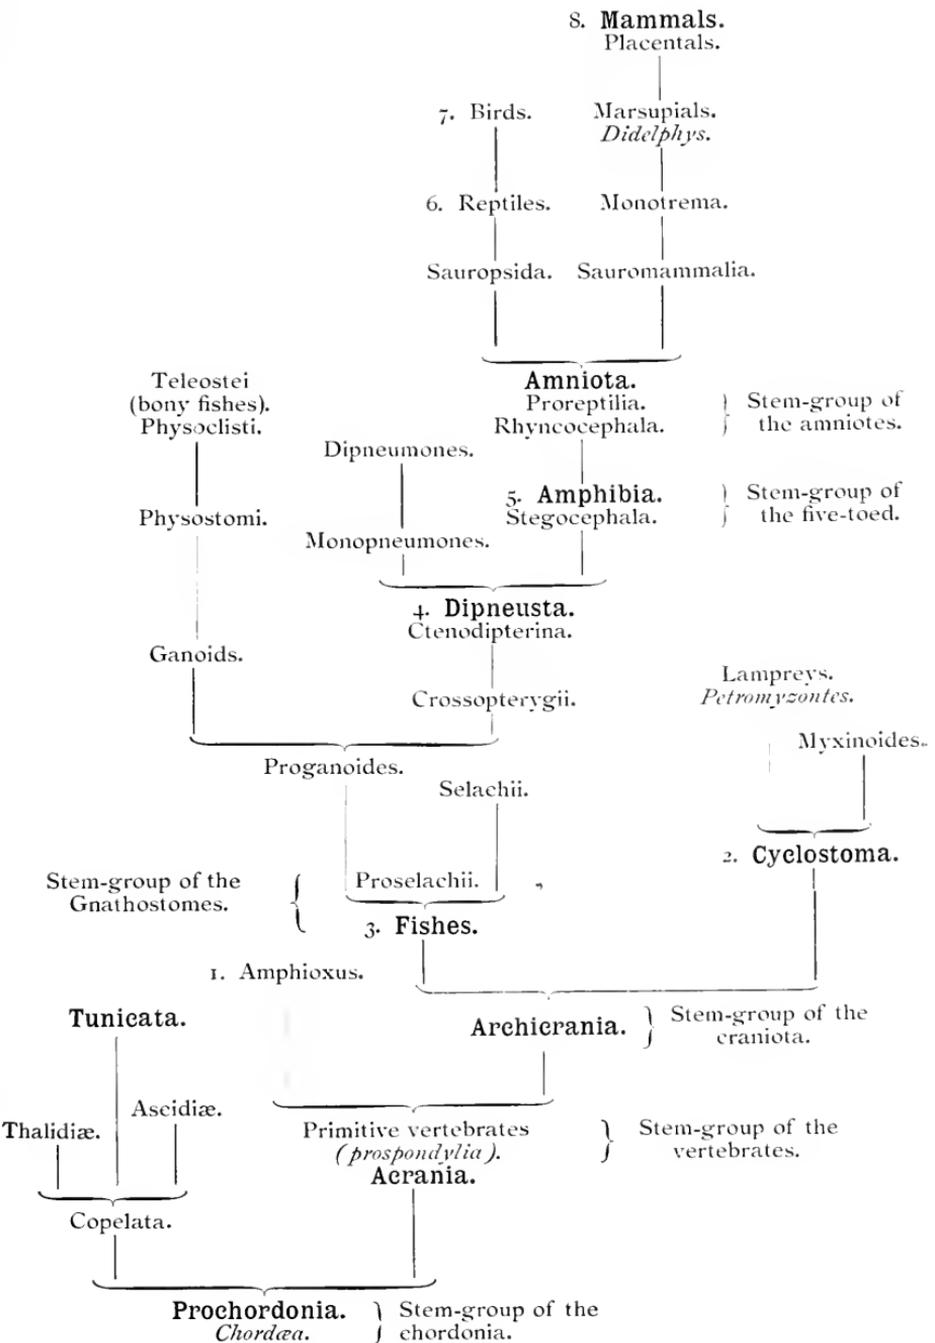 8. Mammals.
Placentals.
7. Birds.
Marsupials.
Didelphys.
6. Reptiles.
Monotrema.
Sauropsida.
Sauromammalia.
Amniota.
Proreptilia.
Rhyncocephala.
Stem-group of
the amniotes.
Teleostei
(bony fishes).
Physoclisti.
Dipneumones.
5. Amphibia.
Stegocephala.
Stem-group of
the five-toed.
Physostomi.
Monopneumones.
4. Dipneusta.
Ctenodipterina.
Ganoids.
Crossopterygii.
Lampreys.
Petromyzontes.
Myxinoides.
Proganoides.
Selachii.
2. Cyclostoma.
Stem-group of the
Gnathostomes.
Proselachii.
3. Fishes.
1. Amphioxus.
Tunicata.
Archicrania.
Stem-group of the
craniota.
Ascidiæ.
Thalidiæ.
Primitive vertebrates
(prospondylia).
Acrania.
Stem-group of the
vertebrates.
Copelata.
Prochordonia.
Chordæa.
Stem-group of the
chordonia.